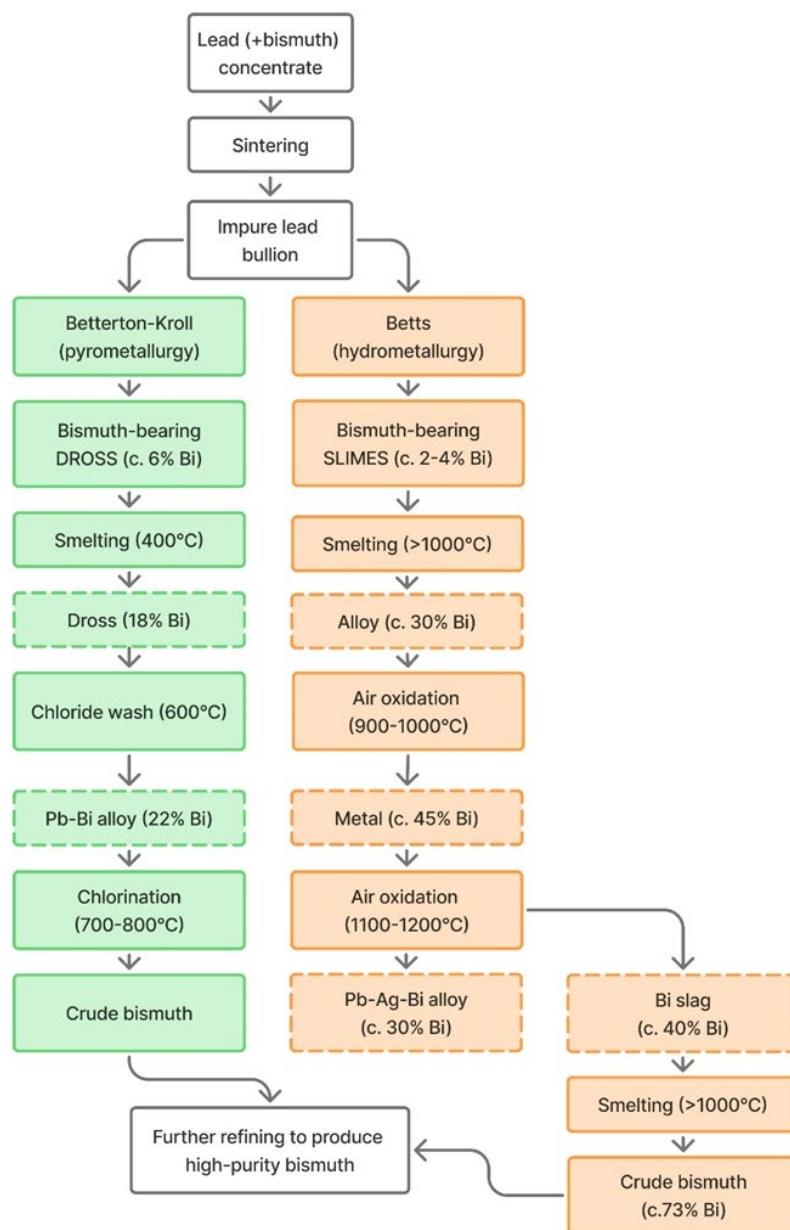 Lead (+bismuth)
concentrate
Sintering
Impure lead
bullion
Betterton-Kroll
(pyrometallurgy)
Bismuth-bearing
DROSS (c. 6% Bi)
Smelting (400°C)
Dross (18% Bi)
Chloride wash (600°C)
Pb-Bi alloy (22% Bi)
Chlorination
(700-800°C)
Crude bismuth
Betts
(hydrometallurgy)
Bismuth-bearing
SLIMES (c. 2-4% Bi)
Smelting (>1000°C)
Alloy (c. 30% Bi)
Air oxidation
(900-1000°C)
Metal (c. 45% Bi)
Air oxidation
(1100-1200°C)
Pb-Ag-Bi alloy
(c. 30% Bi)
Bi slag
(c. 40% Bi)
Smelting (>1000°C)
Crude bismuth
(c.73% Bi)
Further refining to produce
high-purity bismuth